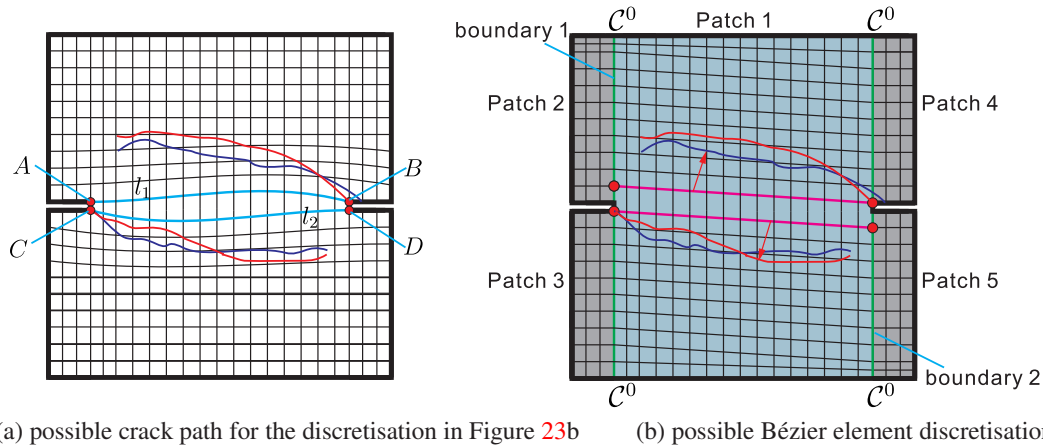 C⁰ Patch 1 C⁰
boundary 1
Patch 2 Patch 4
A B
l₁
l₂
C D
Patch 3 Patch 5
boundary 2
C⁰ C⁰
(a) possible crack path for the discretisation in Figure 23b
(b) possible Bézier element discretisation